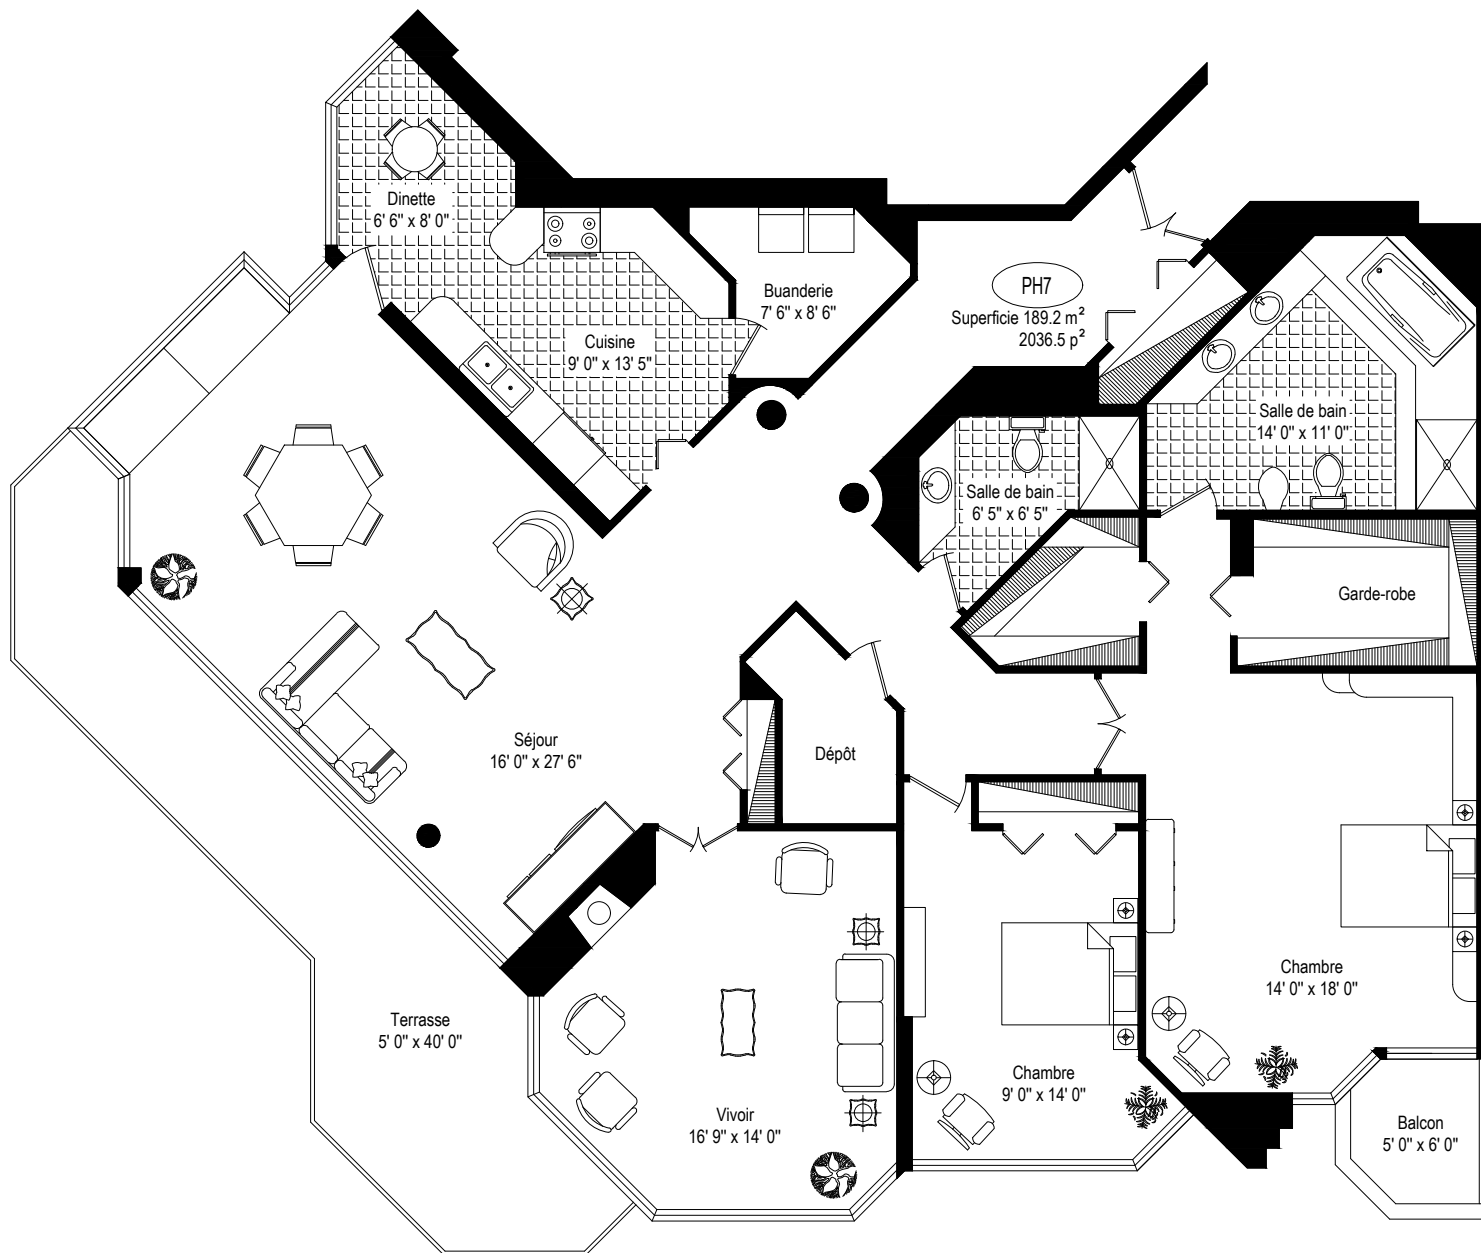 Dinette
6' 6" x 8' 0"
Buanderie
7' 6" x 8' 6"
PH7
Superficie 189.2 m²
2036.5 p²
Cuisine
9' 0" x 13' 5"
Salle de bain
14' 0" x 11' 0"
Salle de bain
6' 5" x 6' 5"
Garde-robe
Séjour
16' 0" x 27' 6"
Dépôt
Chambre
14' 0" x 18' 0"
Terrasse
5' 0" x 40' 0"
Chambre
9' 0" x 14' 0"
Vivoir
16' 9" x 14' 0"
Balcon
5' 0" x 6' 0"